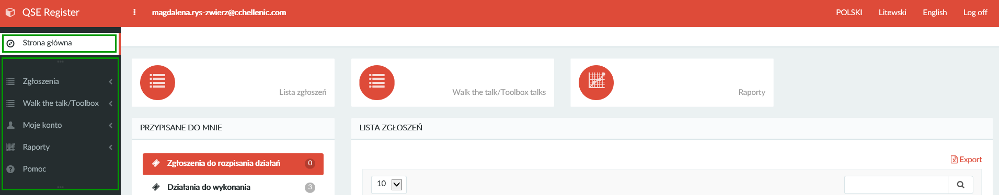 QSE Register
magdalena.rys-zwierz@cchellenic.com
POLSKI
Litewski
English
Log off
Strona główna
Zgłoszenia
Walk the talk/Toolbox
Moje konto
Raporty
Pomoc
Lista zgłoszeń
Walk the talk/Toolbox talks
Raporty
PRZYPISANE DO MNIE
Zgłoszenia do rozpisania działań 0
Działania do wykonania 3
LISTA ZGŁOSZEŃ
Export
10